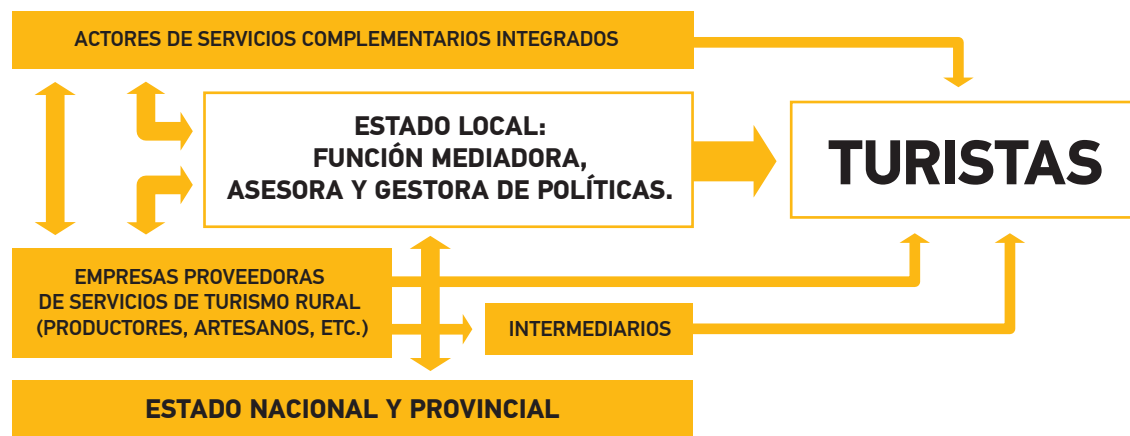 ACTORES DE SERVICIOS COMPLEMENTARIOS INTEGRADOS
ESTADO LOCAL:
FUNCIÓN MEDIADORA,
ASESORA Y GESTORA DE POLÍTICAS.
TURISTAS
EMPRESAS PROVEEDORAS
DE SERVICIOS DE TURISMO RURAL
(PRODUCTORES, ARTESANOS, ETC.)
INTERMEDIARIOS
ESTADO NACIONAL Y PROVINCIAL